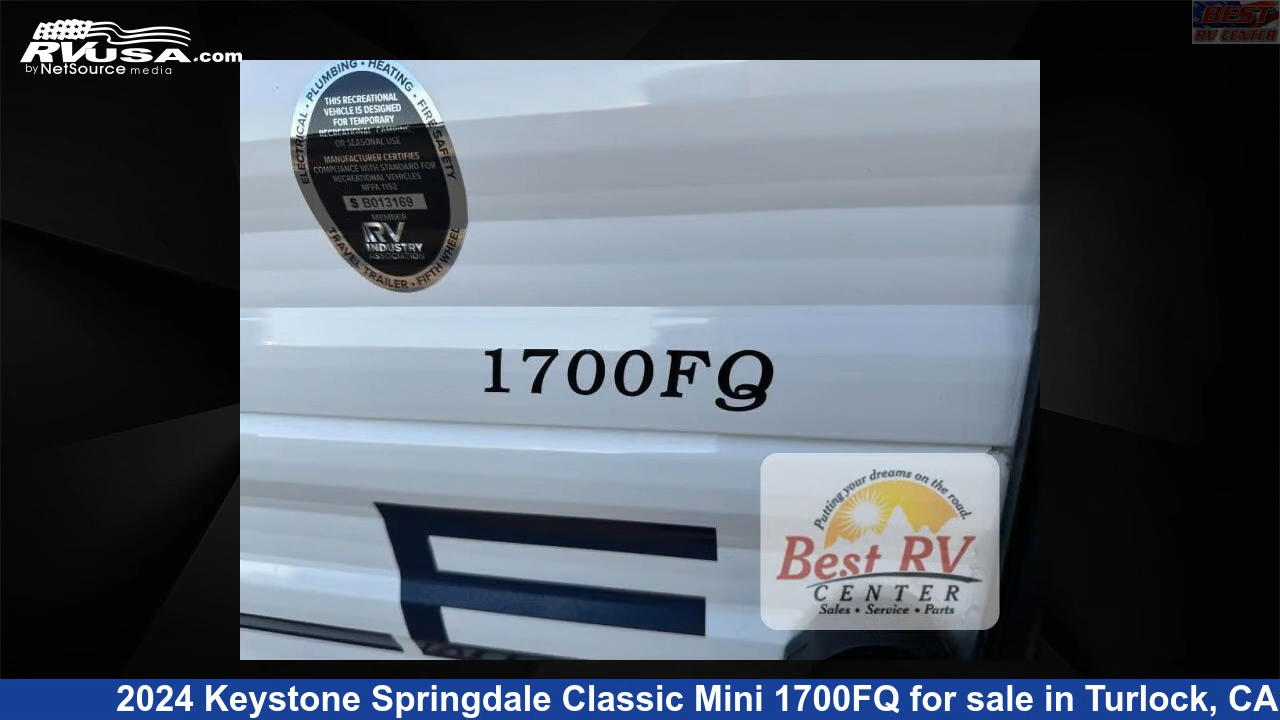 RVUSA.com
by NetSource media
BEST
RV CENTER
ELECTRICAL • PLUMBING • HEATING • FIRE SAFETY
THIS RECREATIONAL
VEHICLE IS DESIGNED
FOR TEMPORARY
RECREATIONAL CAMPING
OR SEASONAL USE
MANUFACTURER CERTIFIES
COMPLIANCE WITH STANDARD FOR
RECREATIONAL VEHICLES
NFPA 1192
$ B013169
MEMBER
RV
INDUSTRY
ASSOCIATION
TRAVEL TRAILER • FIFTH WHEEL
1700FQ
E
Putting your dreams on the road.
Best RV
CENTER
Sales • Service • Parts
2024 Keystone Springdale Classic Mini 1700FQ for sale in Turlock, CA